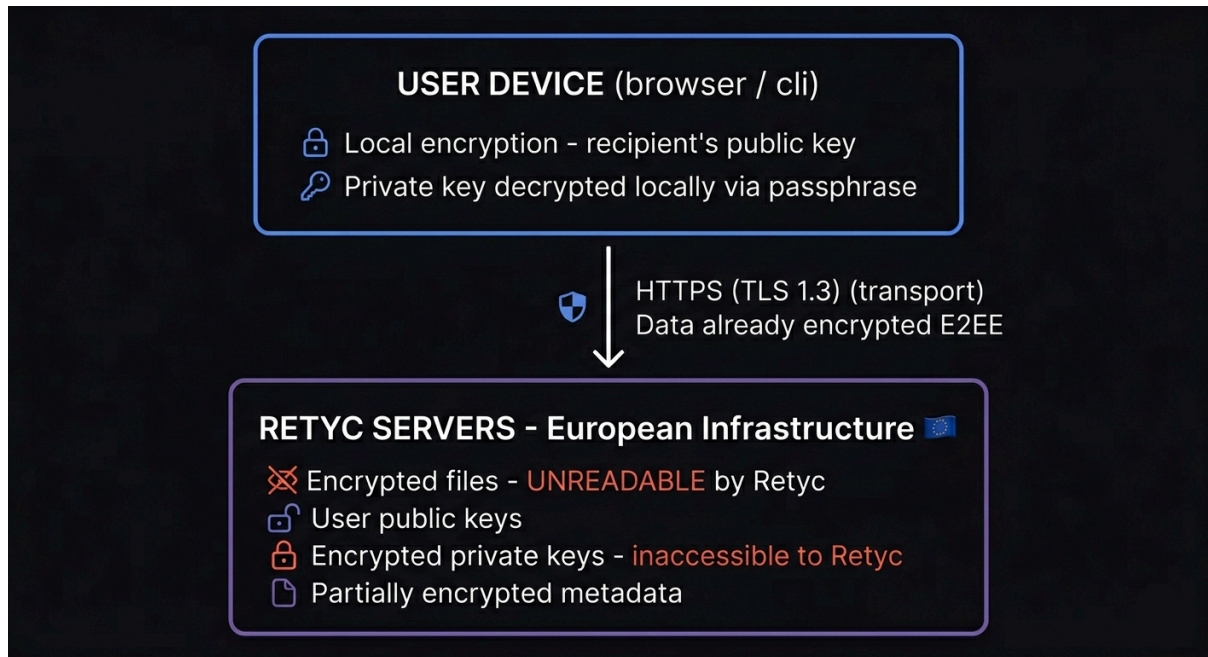 USER DEVICE (browser / cli)
Local encryption - recipient's public key
Private key decrypted locally via passphrase
HTTPS (TLS 1.3) (transport)
Data already encrypted E2EE
RETYC SERVERS - European Infrastructure 🇪🇺
Encrypted files - UNREADABLE by Retyc
User public keys
Encrypted private keys - inaccessible to Retyc
Partially encrypted metadata